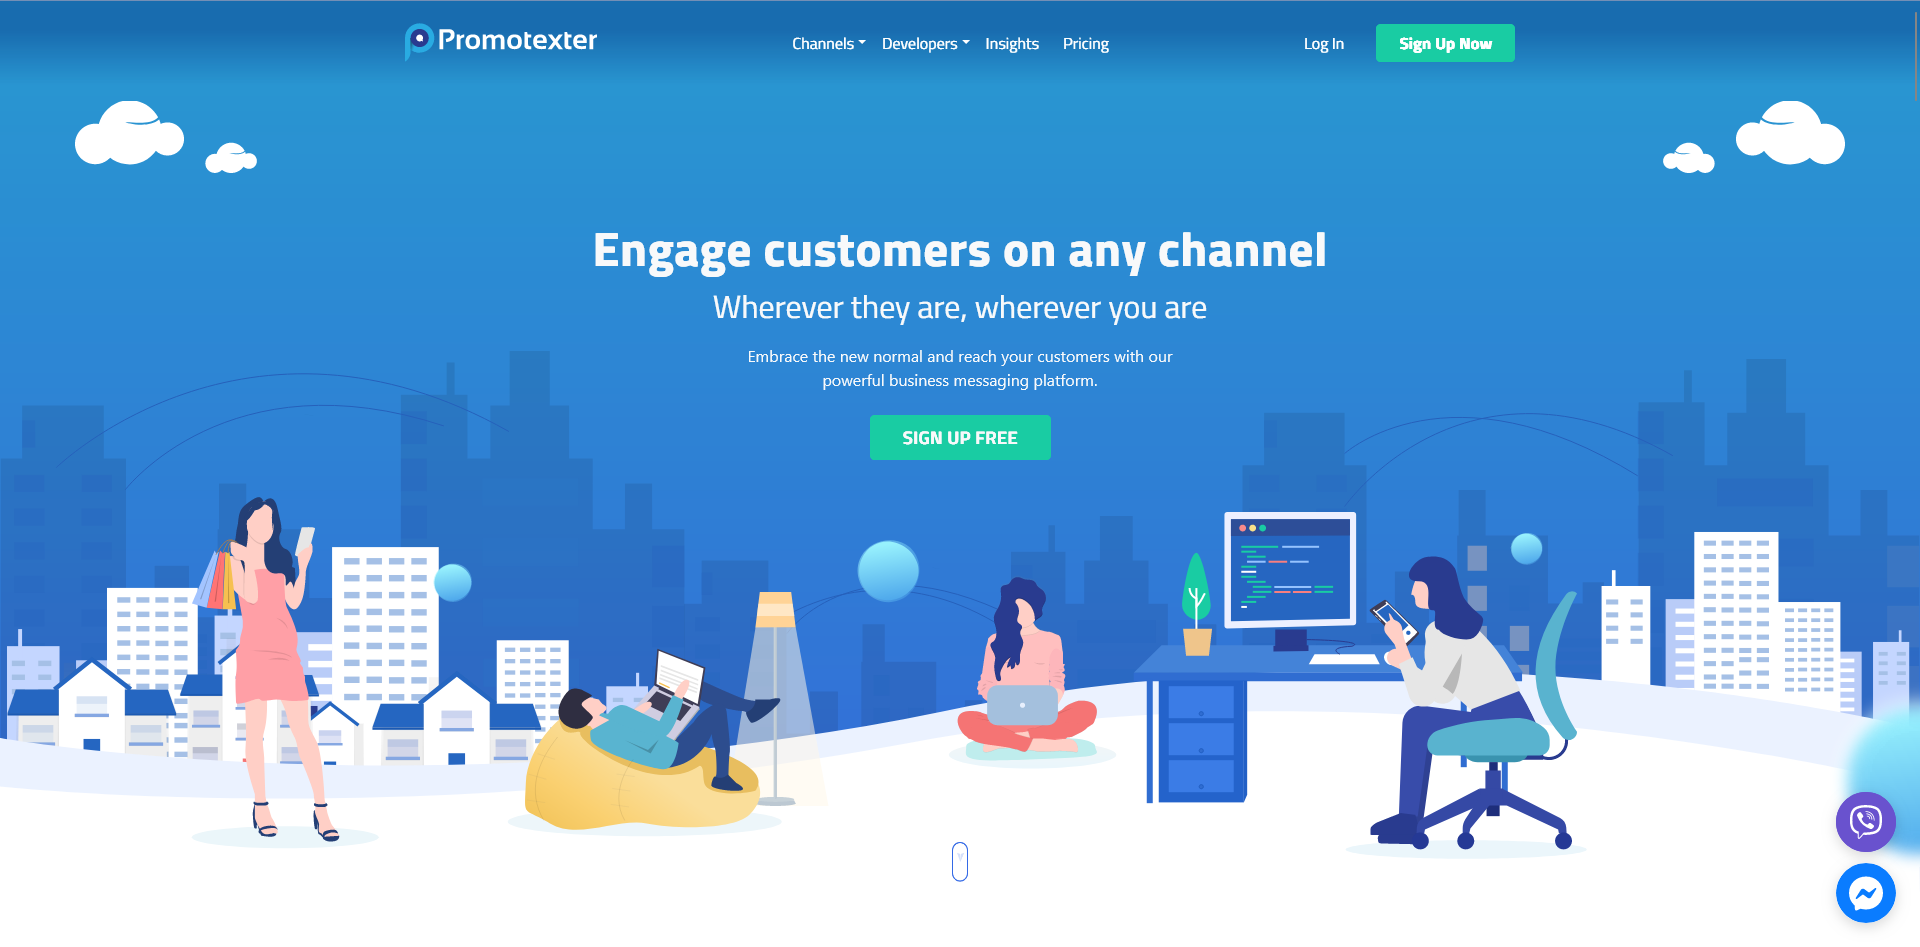 Promotexter
Channels
Developers
Insights
Pricing
Log In
Sign Up Now
Engage customers on any channel
Wherever they are, wherever you are
Embrace the new normal and reach your customers with our
powerful business messaging platform.
SIGN UP FREE